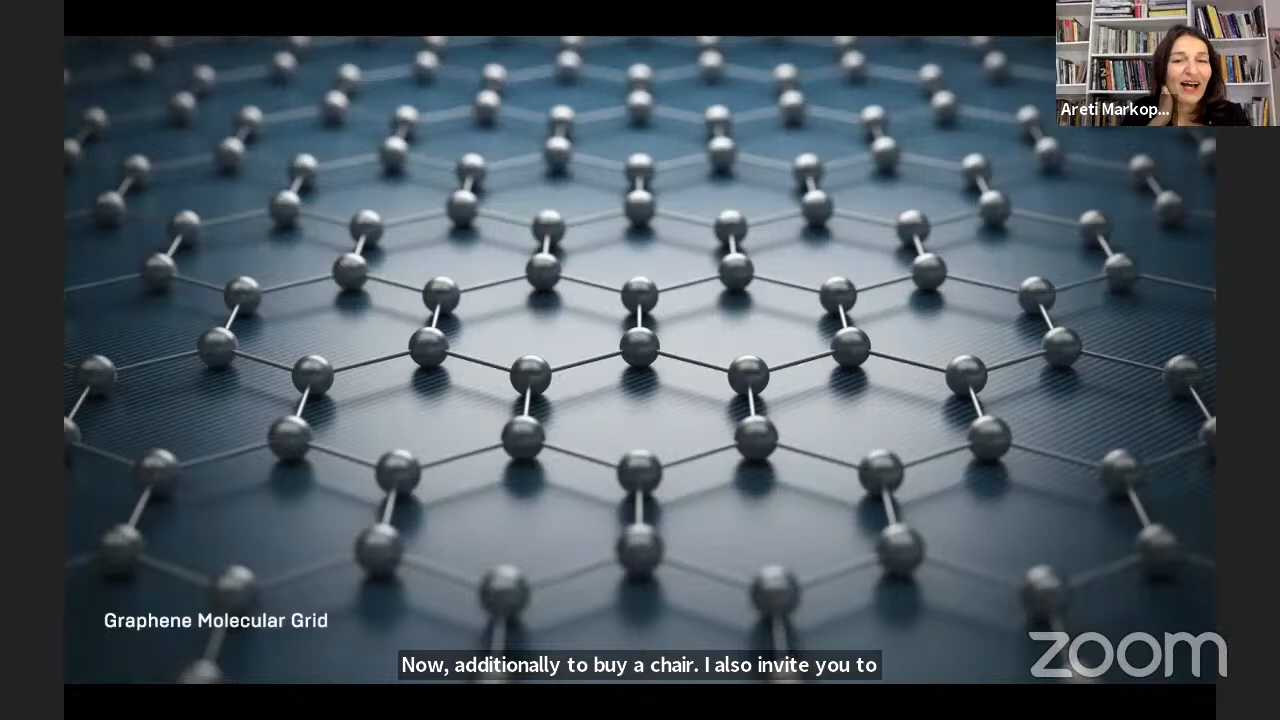 Areti Markop...
Graphene Molecular Grid
Now, additionally to buy a chair. I also invite you to
zoom